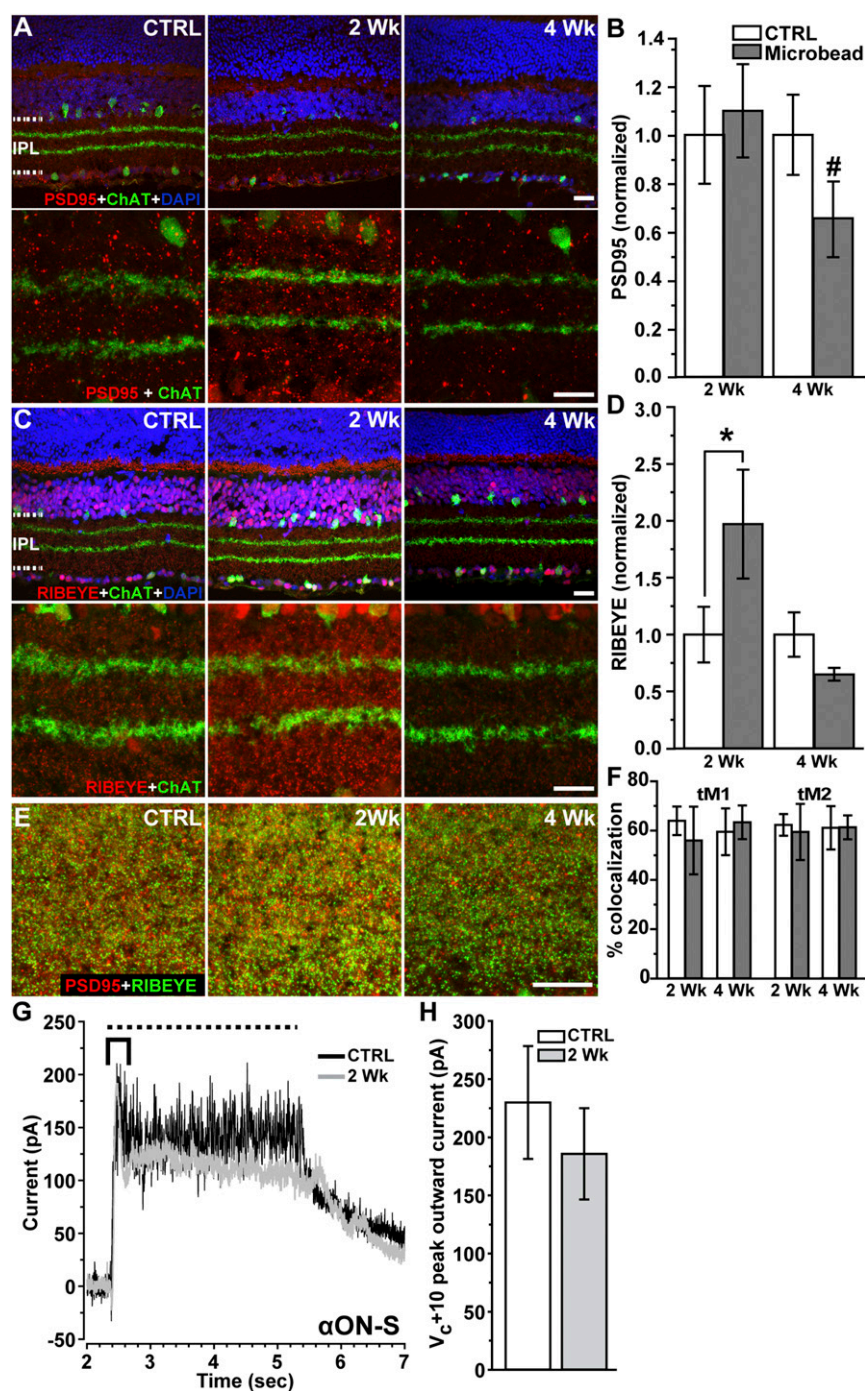 A
CTRL
2 Wk
4 Wk
IPL
PSD95+ChAT+DAPI
PSD95 + ChAT
B
CTRL
Microbead
PSD95 (normalized)
1.4
1.2
1.0
0.8
0.6
0.4
0.2
0.0
#
2 Wk
4 Wk
C
CTRL
2 Wk
4 Wk
IPL
RIBEYE+ChAT+DAPI
RIBEYE+ChAT
D
RIBEYE (normalized)
3.0
2.5
2.0
1.5
1.0
0.5
0.0
*
2 Wk
4 Wk
E
CTRL
2Wk
4 Wk
PSD95+RIBEYE
F
% colocalization
80
60
40
20
0
tM1
tM2
2 Wk
4 Wk
2 Wk
4 Wk
G
Current (pA)
250
200
150
100
50
0
-50
CTRL
2 Wk
αON-S
2
3
4
5
6
7
Time (sec)
H
VC+10 peak outward current (pA)
300
250
200
150
100
50
0
CTRL
2 Wk